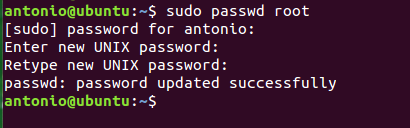 antonio@ubuntu:~$ sudo passwd root
[sudo] password for antonio:
Enter new UNIX password:
Retype new UNIX password:
passwd: password updated successfully
antonio@ubuntu:~$